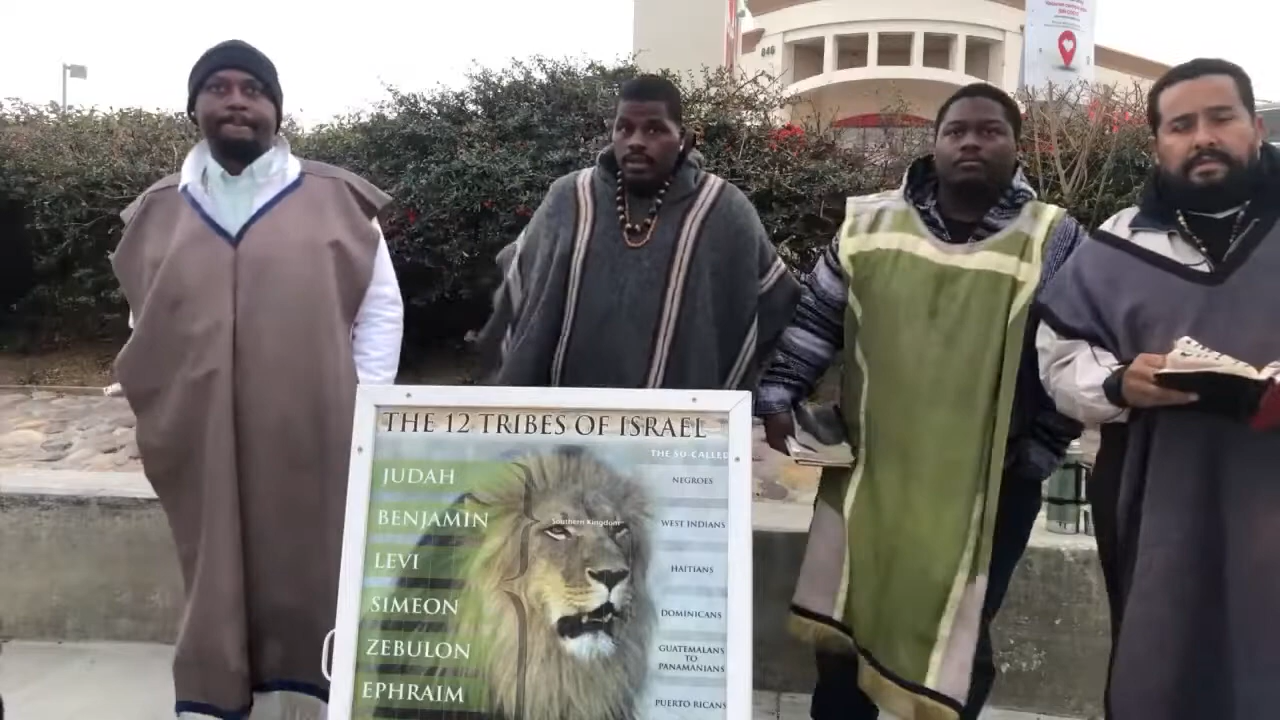 846
THE 12 TRIBES OF ISRAEL
THE SO-CALLED
JUDAH
NEGROES
BENJAMIN
Southern Kingdom
WEST INDIANS
LEVI
HAITIANS
SIMEON
DOMINICANS
ZEBULON
GUATEMALANS
TO
PANAMANIANS
EPHRAIM
PUERTO RICANS